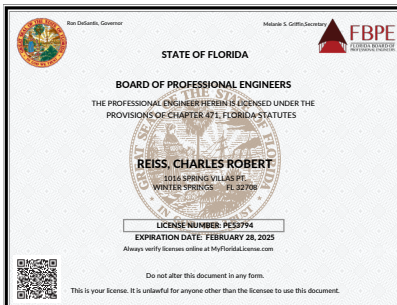 Ron DeSantis, Governor
Melanie S. Griffin,Secretary
FBPE
FLORIDA BOARD OF
PROFESSIONAL ENGINEERS
STATE OF FLORIDA
BOARD OF PROFESSIONAL ENGINEERS
THE PROFESSIONAL ENGINEER HEREIN IS LICENSED UNDER THE
PROVISIONS OF CHAPTER 471, FLORIDA STATUTES
REISS, CHARLES ROBERT
1016 SPRING VILLAS PT.
WINTER SPRINGS FL 32708
LICENSE NUMBER: PE53794
EXPIRATION DATE: FEBRUARY 28, 2025
Always verify licenses online at MyFloridaLicense.com
Do not alter this document in any form.
This is your license. It is unlawful for anyone other than the licensee to use this document.